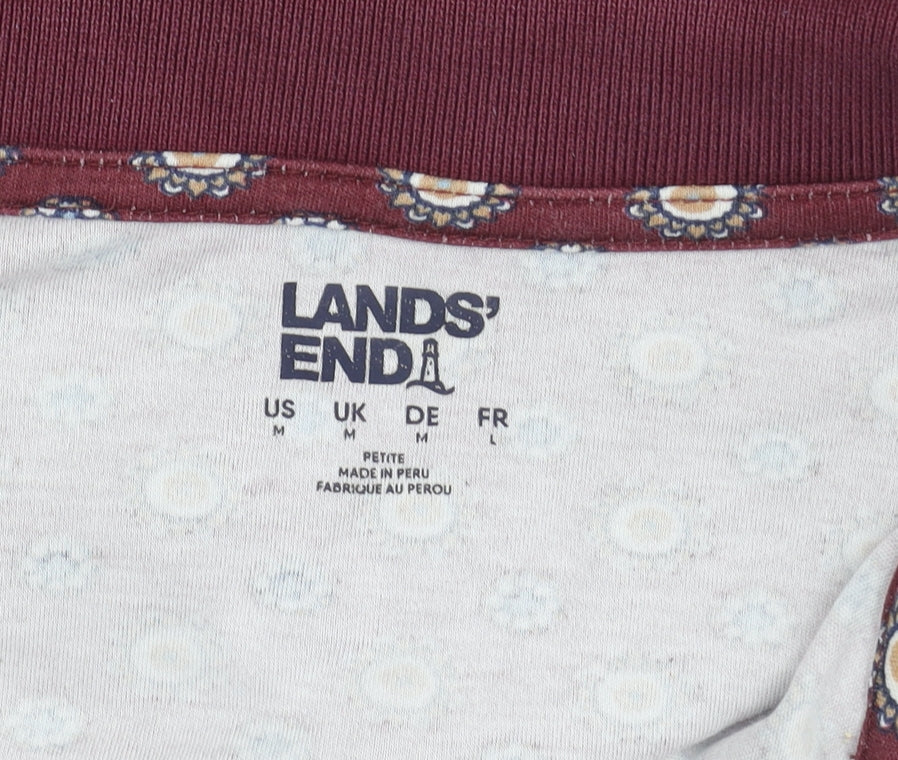 LANDS'
END
US UK DE FR
M M M L
PETITE
MADE IN PERU
FABRIQUE AU PEROU